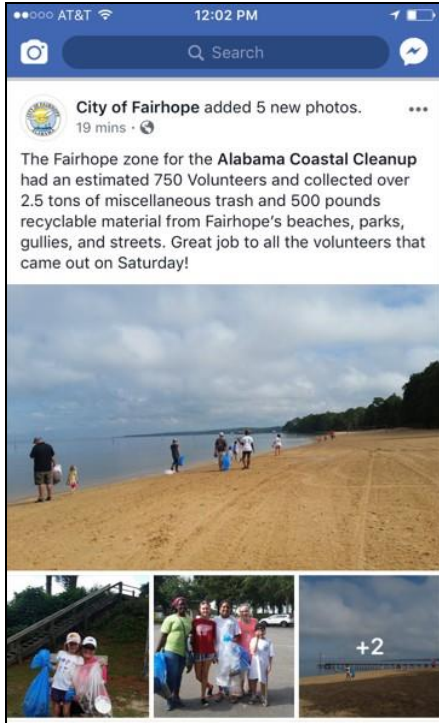 AT&T 12:02 PM
Search
City of Fairhope added 5 new photos.
19 mins ·
The Fairhope zone for the Alabama Coastal Cleanup
had an estimated 750 Volunteers and collected over
2.5 tons of miscellaneous trash and 500 pounds
recyclable material from Fairhope's beaches, parks,
gullies, and streets. Great job to all the volunteers that
came out on Saturday!
+2